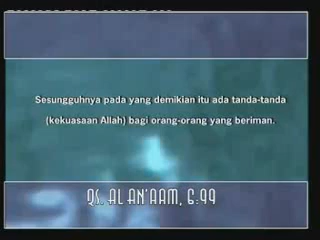 Sesungguhnya pada yang demikian itu ada tanda-tanda
(kekuasaan Allah) bagi orang-orang yang beriman.
QS. AL AN'AAM, 6:99